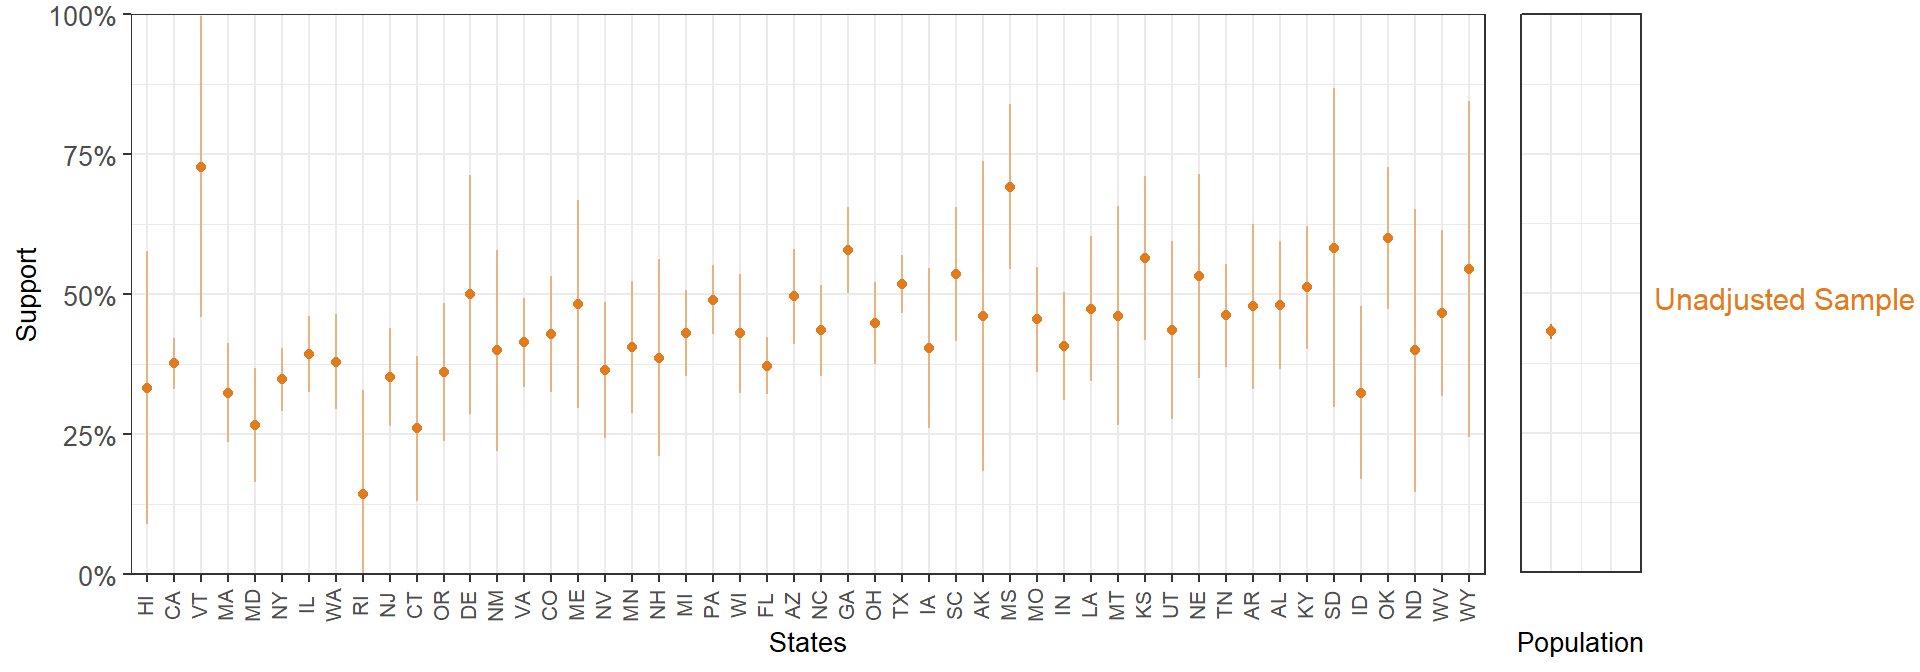 100%
75%
50%
25%
0%
Support
HI CA VT MA MD NY IL WA RI NJ CT OR DE NM VA CO ME NV MN NH MI PA WI FL AZ NC GA OH TX IA SC AK MS MO IN LA MT KS UT NE TN AR AL KY SD ID OK ND WV WY
States
Population
Unadjusted Sample